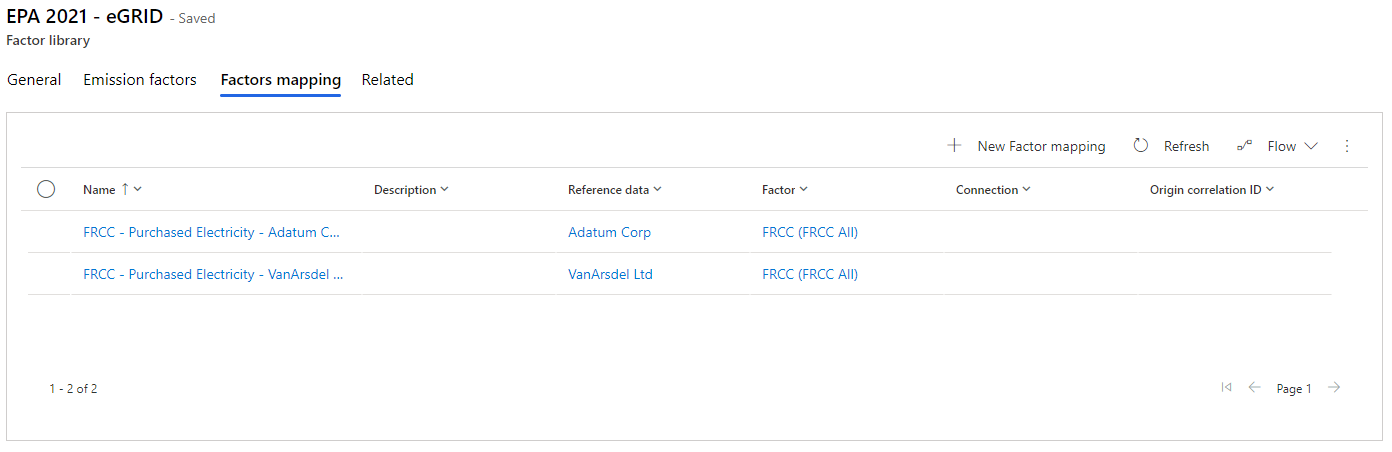 EPA 2021 - eGRID - Saved
Factor library
General Emission factors Factors mapping Related
New Factor mapping Refresh Flow
Name Description Reference data Factor Connection Origin correlation ID
FRCC - Purchased Electricity - Adatum C... Adatum Corp FRCC (FRCC All)
FRCC - Purchased Electricity - VanArsdel ... VanArsdel Ltd FRCC (FRCC All)
1 - 2 of 2 Page 1